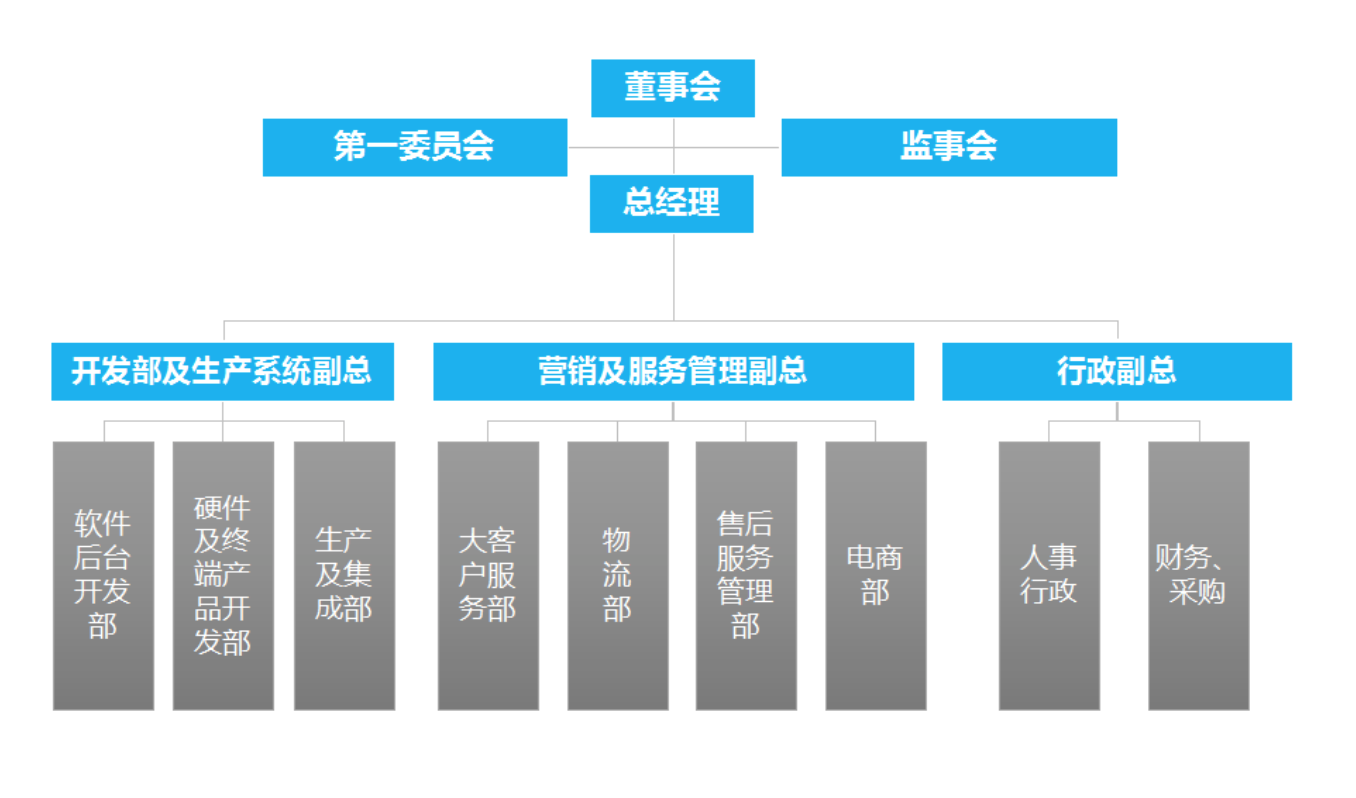 董事会
第一委员会
监事会
总经理
开发部及生产系统副总
营销及服务管理副总
行政副总
软件
后台
开发
部
硬件
及终
端产
品开
发部
生产
及集
成部
大客
户服
务部
物
流
部
售后
服务
管理
部
电商
部
人事
行政
财务、
采购